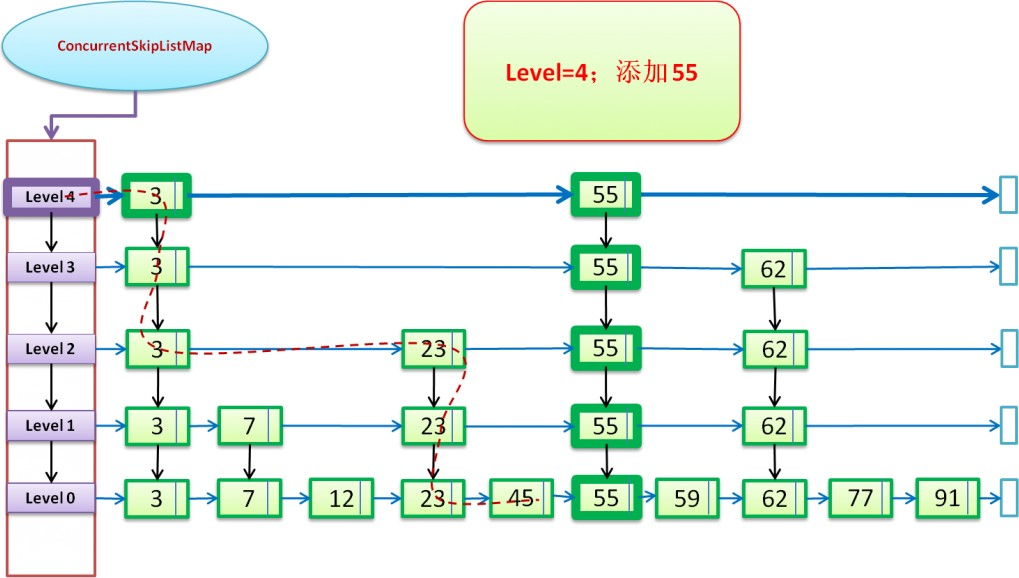 ConcurrentSkipListMap
Level=4；添加55
Level 4 3 55
Level 3 3 55 62
Level 2 3 23 55 62
Level 1 3 7 23 55 62
Level 0 3 7 12 23 45 55 59 62 77 91